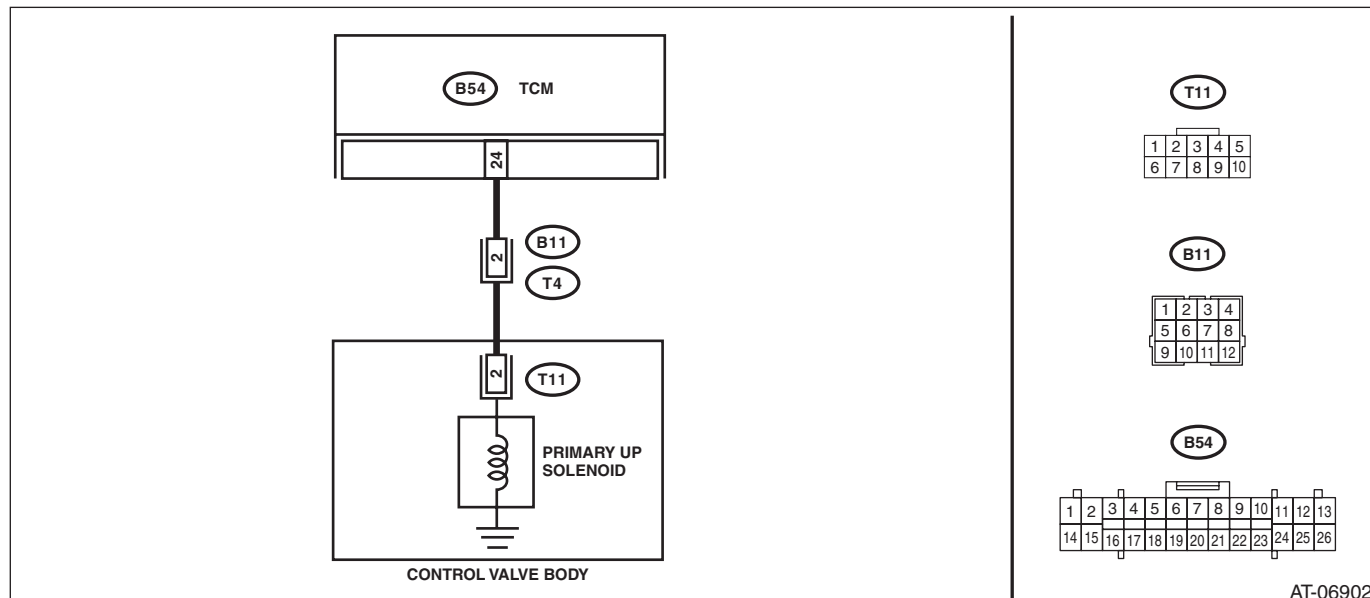 B54 TCM
24
2
B11
T4
2
T11
PRIMARY UP
SOLENOID
CONTROL VALVE BODY
T11
1 2 3 4 5
6 7 8 9 10
B11
1 2 3 4
5 6 7 8
9 10 11 12
B54
1 2 3 4 5 6 7 8 9 10 11 12 13
14 15 16 17 18 19 20 21 22 23 24 25 26
AT-06902